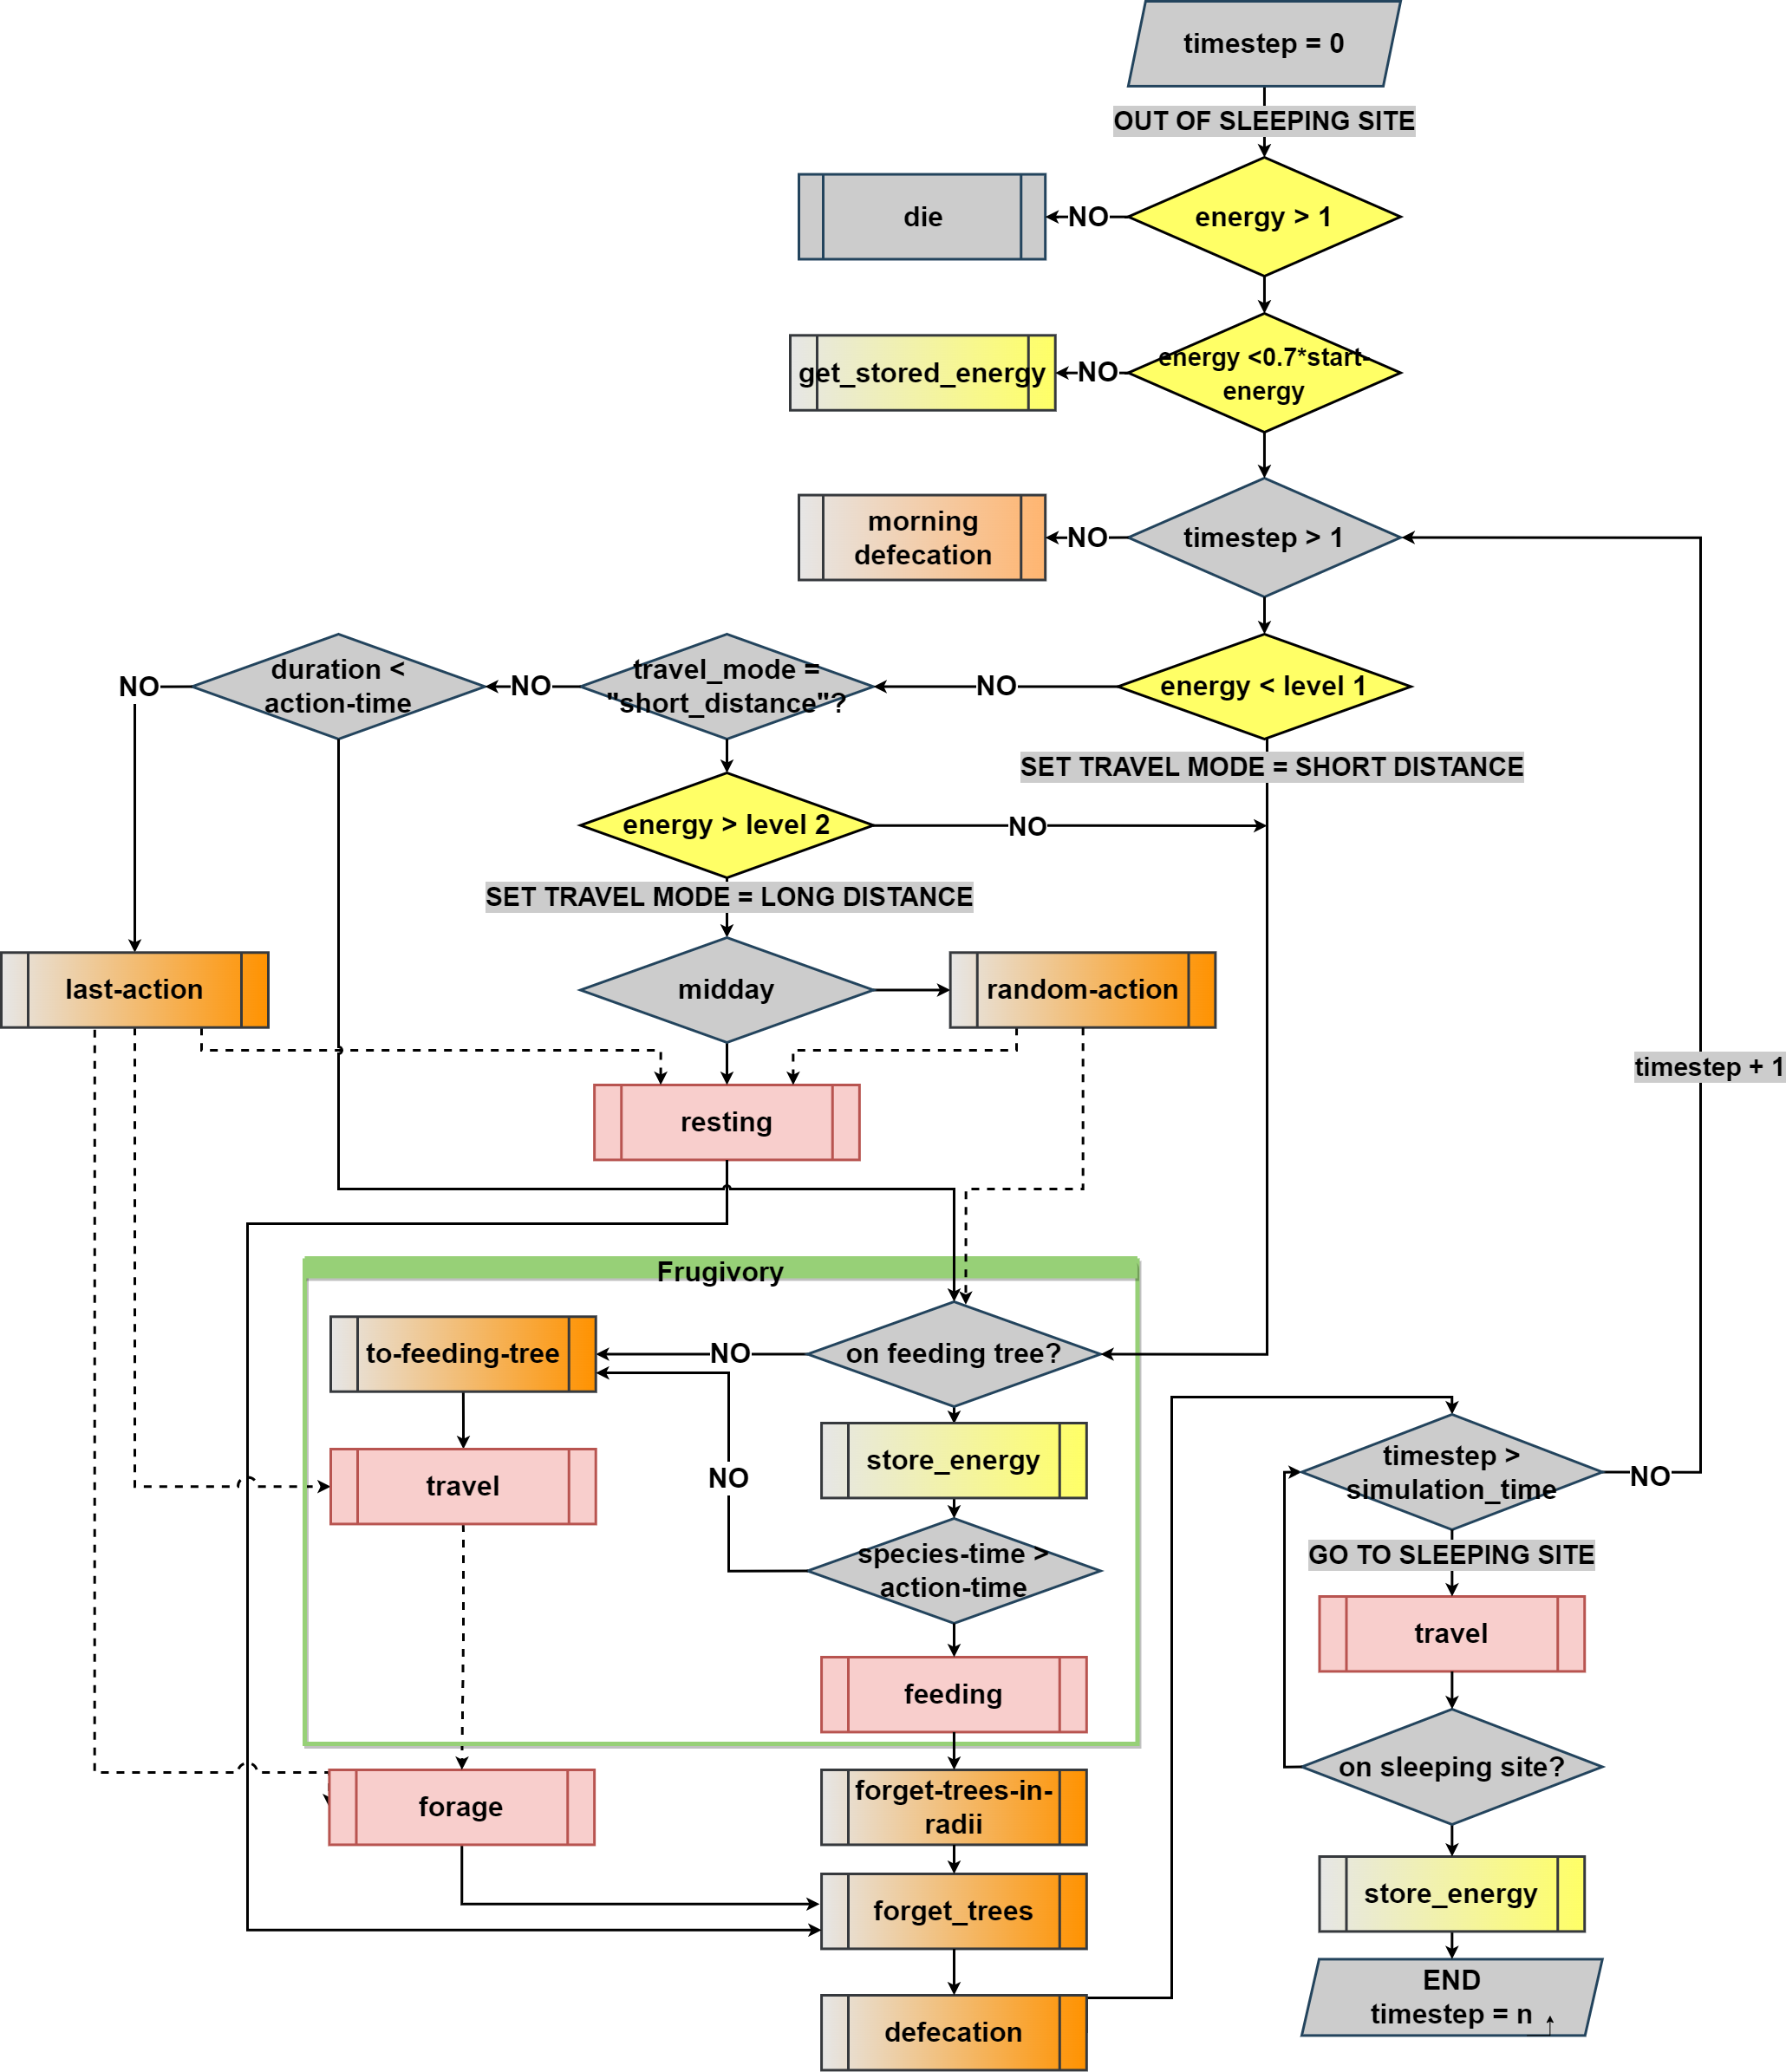 timestep = 0
OUT OF SLEEPING SITE
die
NO
energy > 1
get_stored_energy
NO
energy <0.7*start-
energy
morning
defecation
NO
timestep > 1
NO
duration <
action-time
NO
travel_mode =
"short_distance"?
NO
energy < level 1
SET TRAVEL MODE = SHORT DISTANCE
energy > level 2
NO
SET TRAVEL MODE = LONG DISTANCE
last-action
midday
random-action
timestep + 1
resting
Frugivory
to-feeding-tree
NO
on feeding tree?
store_energy
travel
NO
species-time >
action-time
timestep >
simulation_time
NO
GO TO SLEEPING SITE
travel
feeding
on sleeping site?
forage
forget-trees-in-
radii
store_energy
forget_trees
END
timestep = n
defecation